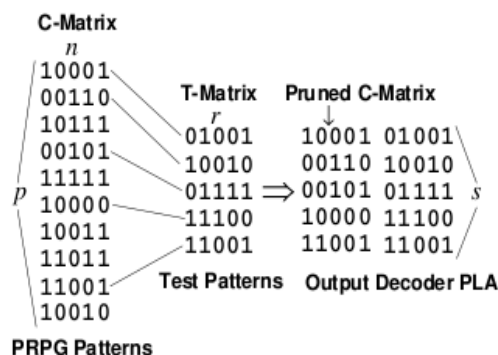 C-Matrix
n
10001
00110
10111
00101
11111
10000
10011
11011
11001
10010
p
PRPG Patterns
T-Matrix
r
01001
10010
01111
11100
11001
Test Patterns
⇒
Pruned C-Matrix
↓
10001 01001
00110 10010
00101 01111
10000 11100
11001 11001
s
Output Decoder PLA